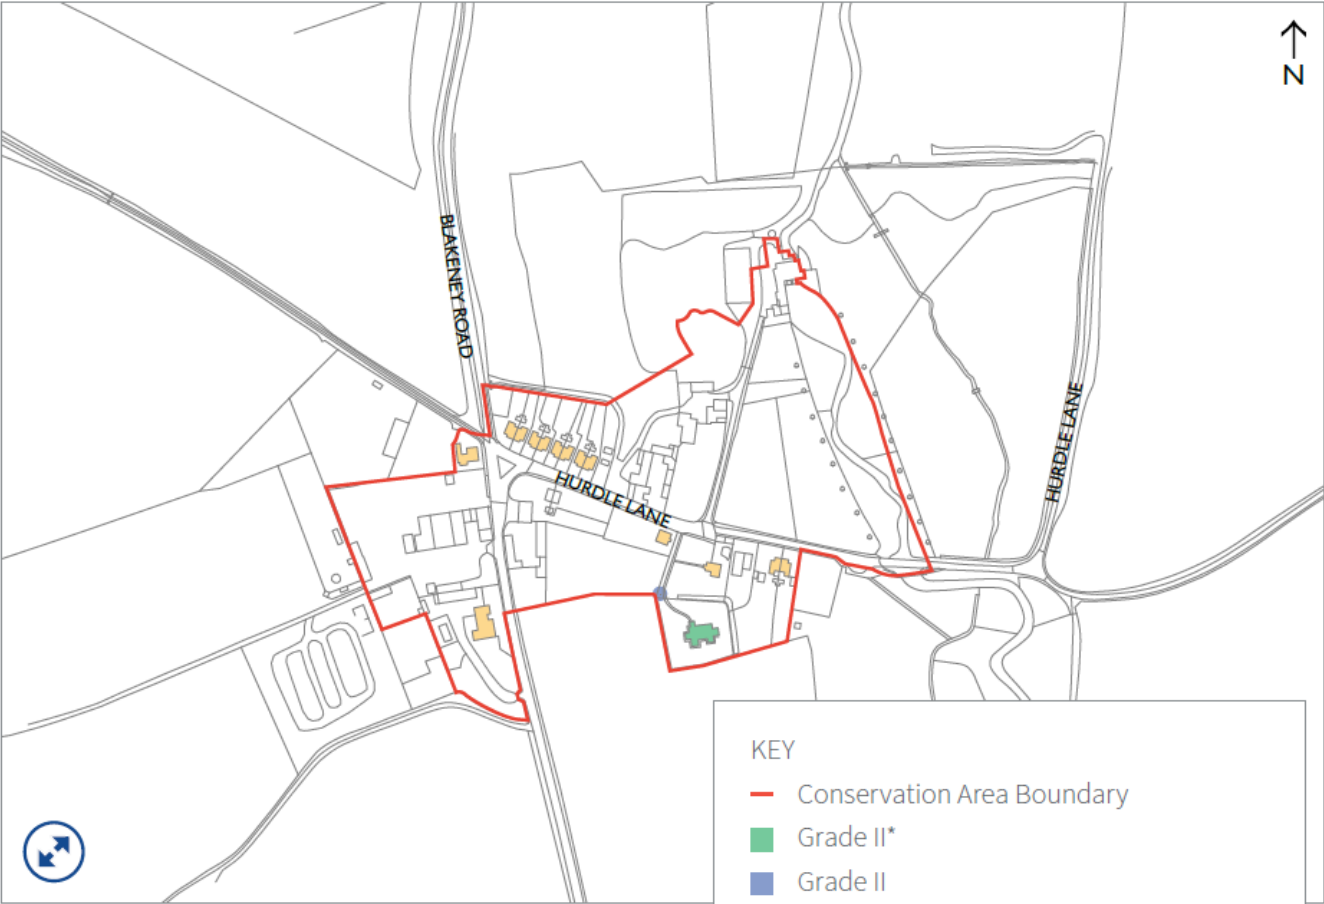 N
BLAKENEY ROAD
HURDLE LANE
HURDLE LANE
KEY
Conservation Area Boundary
Grade II*
Grade II